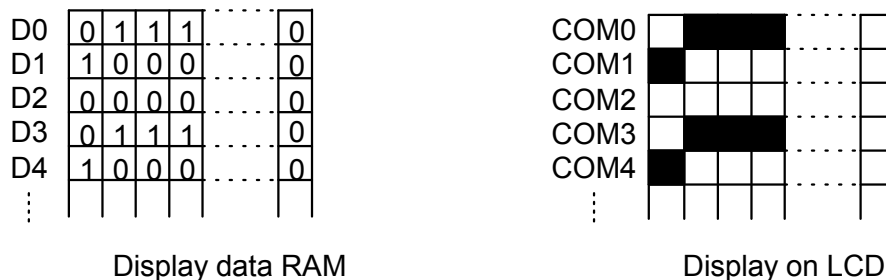 D0 0 1 1 1 0
D1 1 0 0 0 0
D2 0 0 0 0 0
D3 0 1 1 1 0
D4 1 0 0 0 0
Display data RAM
COM0
COM1
COM2
COM3
COM4
Display on LCD